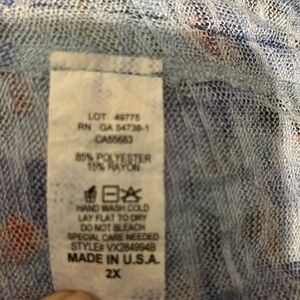 LOT 49775
RN GA 54738-1
CA55683
85% POLYESTER
15% RAYON
HAND WASH COLD
LAY FLAT TO DRY
DO NOT BLEACH
SPECIAL CARE NEEDED
STYLE# VX284994B
MADE IN U.S.A.
2X